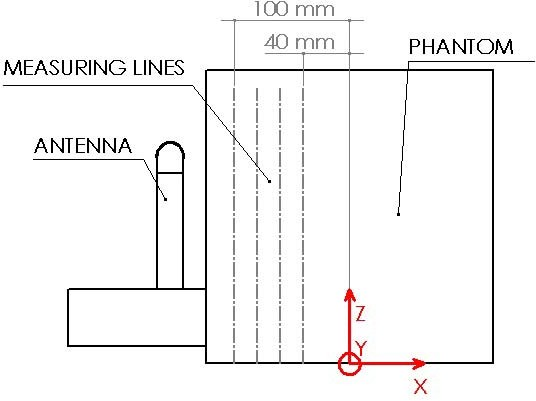 100 mm
40 mm
PHANTOM
MEASURING LINES
ANTENNA
Z
Y
X